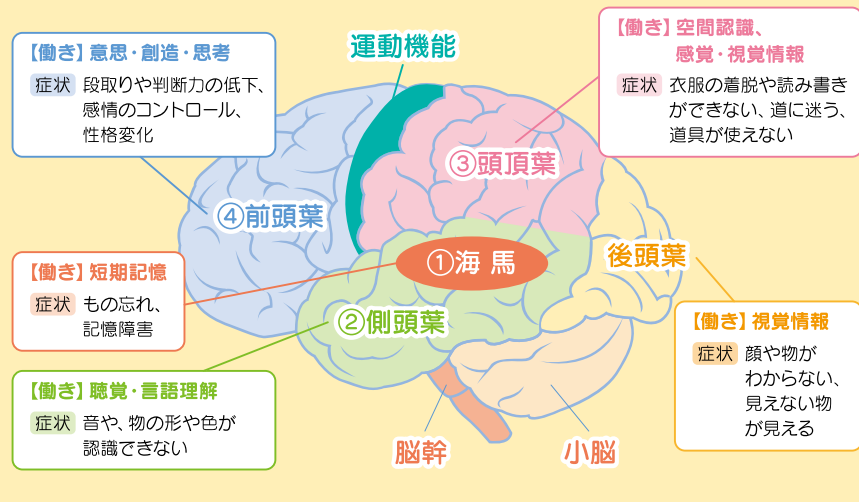 【働き】意思・創造・思考
症状 段取りや判断力の低下、
感情のコントロール、
性格変化
運動機能
【働き】空間認識、
感覚・視覚情報
症状 衣服の着脱や読み書き
ができない、道に迷う、
道具が使えない
③頭頂葉
④前頭葉
①海馬
後頭葉
【働き】短期記憶
症状 もの忘れ、
記憶障害
②側頭葉
【働き】視覚情報
症状 顔や物が
わからない、
見えない物
が見える
【働き】聴覚・言語理解
症状 音や、物の形や色が
認識できない
脳幹
小脳